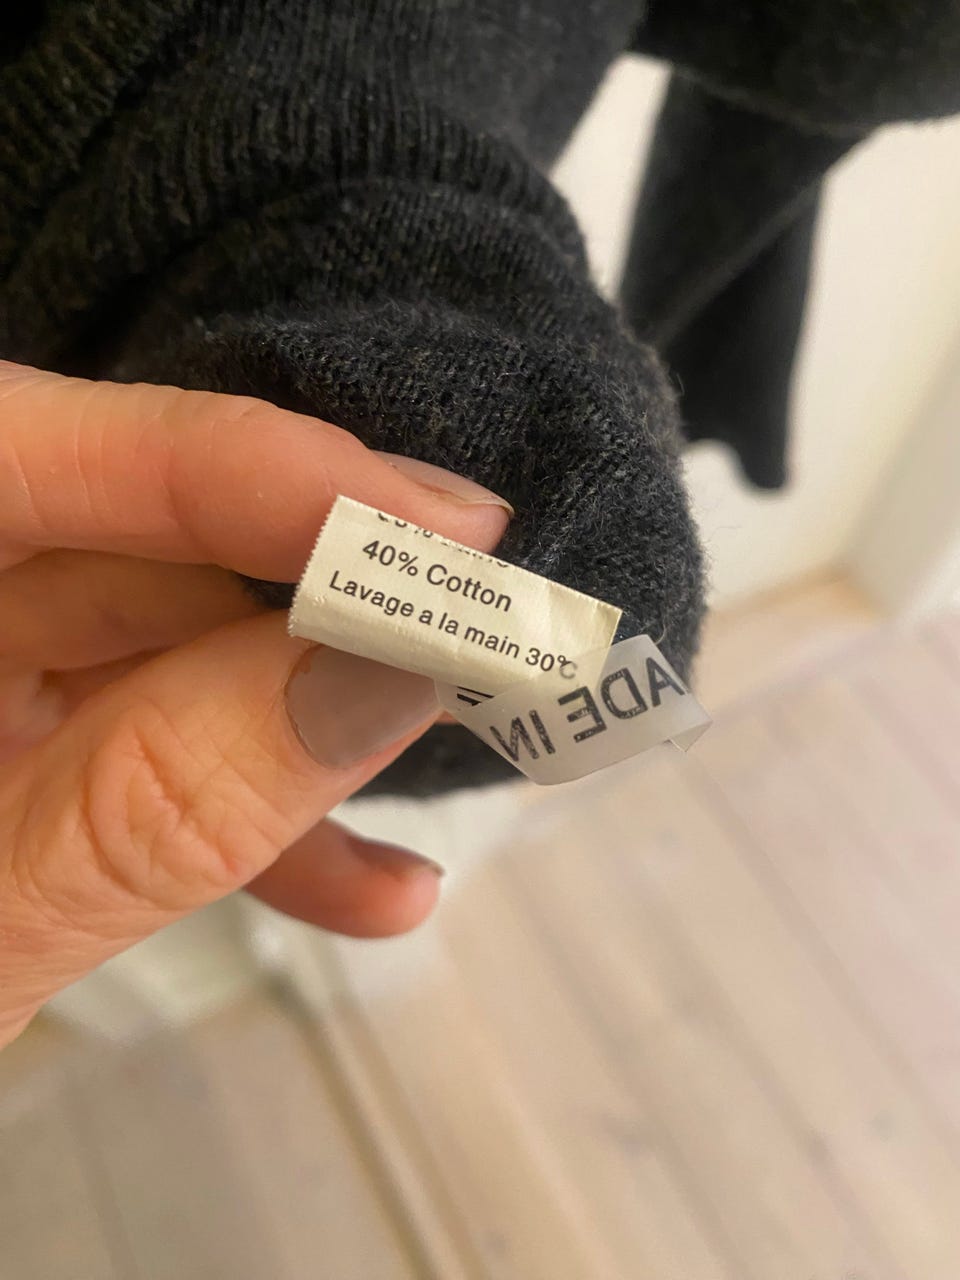 40% Cotton
Lavage a la main 30°C
ADE IN